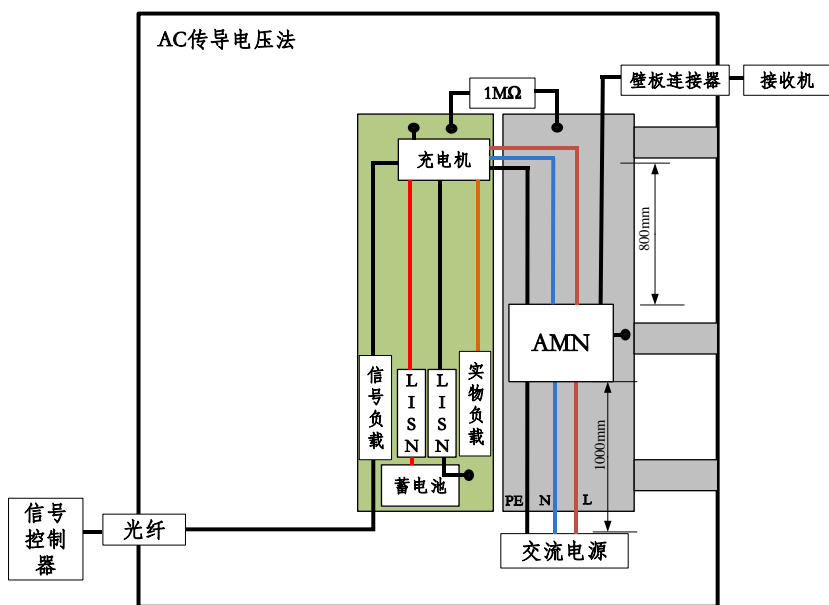 AC传导电压法
1MΩ
壁板连接器
接收机
充电机
800mm
AMN
信号负载
LISN
LISN
实物负载
1000mm
蓄电池
PE
N
L
信号
控制
器
光纤
交流电源